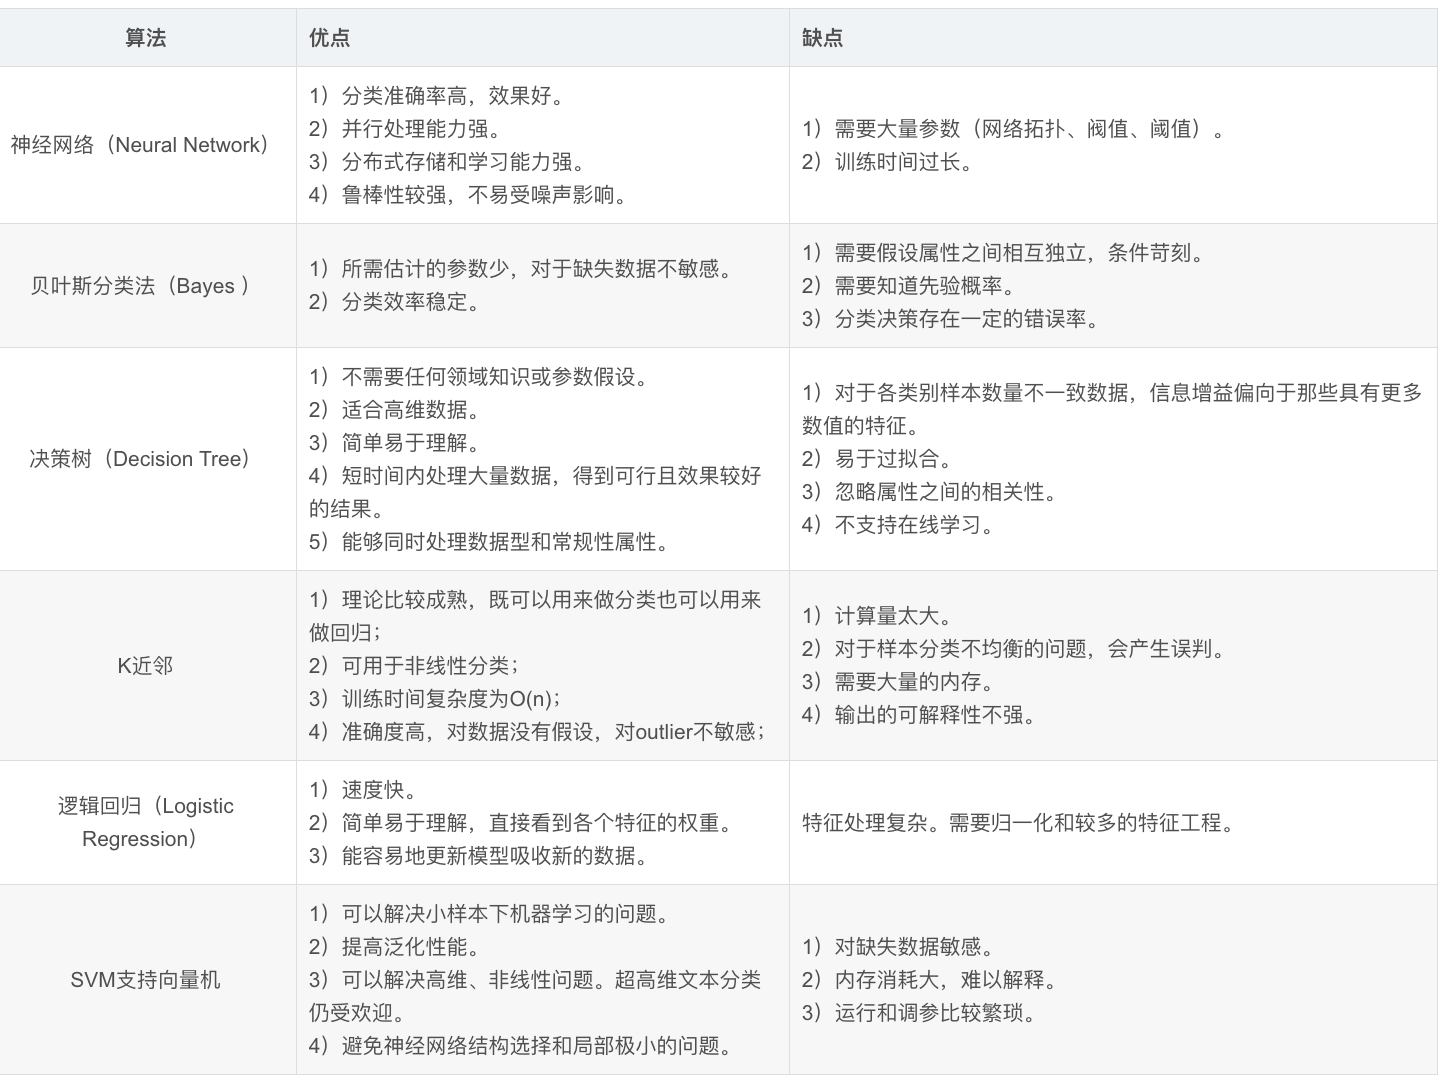 算法
优点
缺点
神经网络（Neural Network）
1）分类准确率高，效果好。
2）并行处理能力强。
3）分布式存储和学习能力强。
4）鲁棒性较强，不易受噪声影响。
1）需要大量参数（网络拓扑、阀值、阈值）。
2）训练时间过长。
贝叶斯分类法（Bayes ）
1）所需估计的参数少，对于缺失数据不敏感。
2）分类效率稳定。
1）需要假设属性之间相互独立，条件苛刻。
2）需要知道先验概率。
3）分类决策存在一定的错误率。
决策树（Decision Tree）
1）不需要任何领域知识或参数假设。
2）适合高维数据。
3）简单易于理解。
4）短时间内处理大量数据，得到可行且效果较好
的结果。
5）能够同时处理数据型和常规性属性。
1）对于各类别样本数量不一致数据，信息增益偏向于那些具有更多
数值的特征。
2）易于过拟合。
3）忽略属性之间的相关性。
4）不支持在线学习。
K近邻
1）理论比较成熟，既可以用来做分类也可以用来
做回归；
2）可用于非线性分类；
3）训练时间复杂度为O(n)；
4）准确度高，对数据没有假设，对outlier不敏感；
1）计算量太大。
2）对于样本分类不均衡的问题，会产生误判。
3）需要大量的内存。
4）输出的可解释性不强。
逻辑回归（Logistic
Regression）
1）速度快。
2）简单易于理解，直接看到各个特征的权重。
3）能容易地更新模型吸收新的数据。
特征处理复杂。需要归一化和较多的特征工程。
SVM支持向量机
1）可以解决小样本下机器学习的问题。
2）提高泛化性能。
3）可以解决高维、非线性问题。超高维文本分类
仍受欢迎。
4）避免神经网络结构选择和局部极小的问题。
1）对缺失数据敏感。
2）内存消耗大，难以解释。
3）运行和调参比较繁琐。